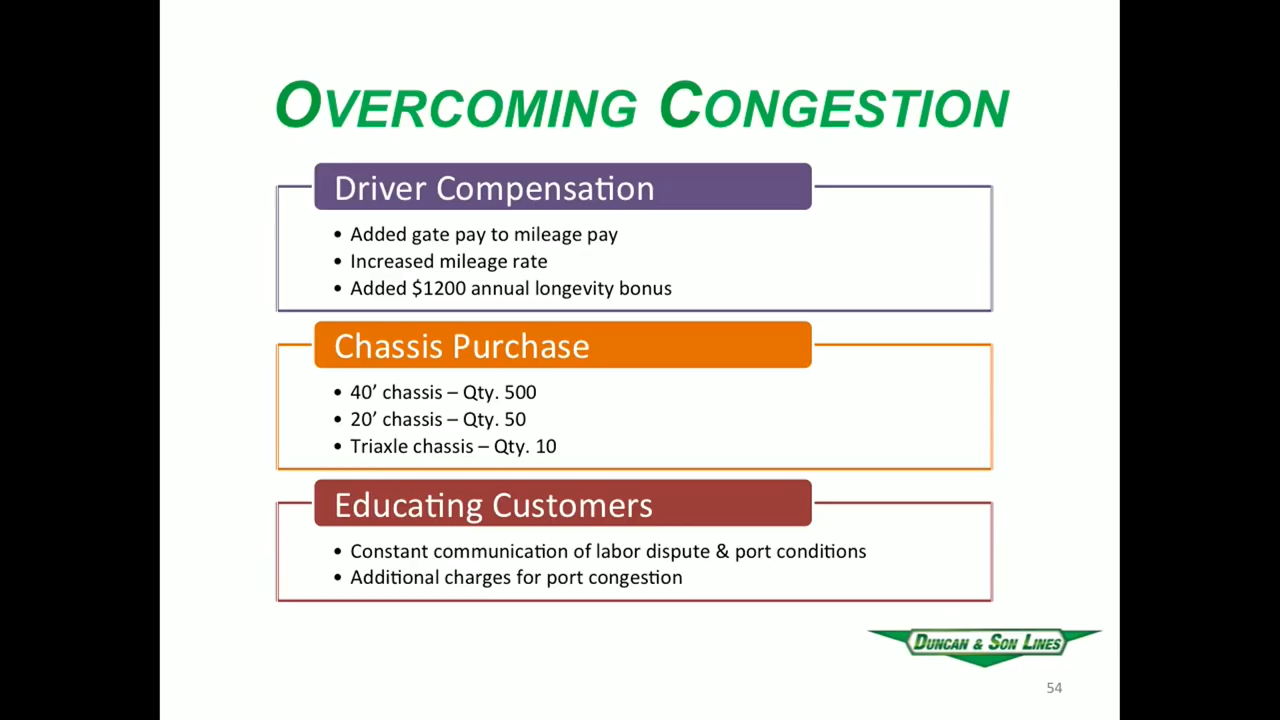 OVERCOMING CONGESTION
Driver Compensation
• Added gate pay to mileage pay
• Increased mileage rate
• Added $1200 annual longevity bonus
Chassis Purchase
• 40’ chassis – Qty. 500
• 20’ chassis – Qty. 50
• Triaxle chassis – Qty. 10
Educating Customers
• Constant communication of labor dispute & port conditions
• Additional charges for port congestion
DUNCAN & SON LINES
54